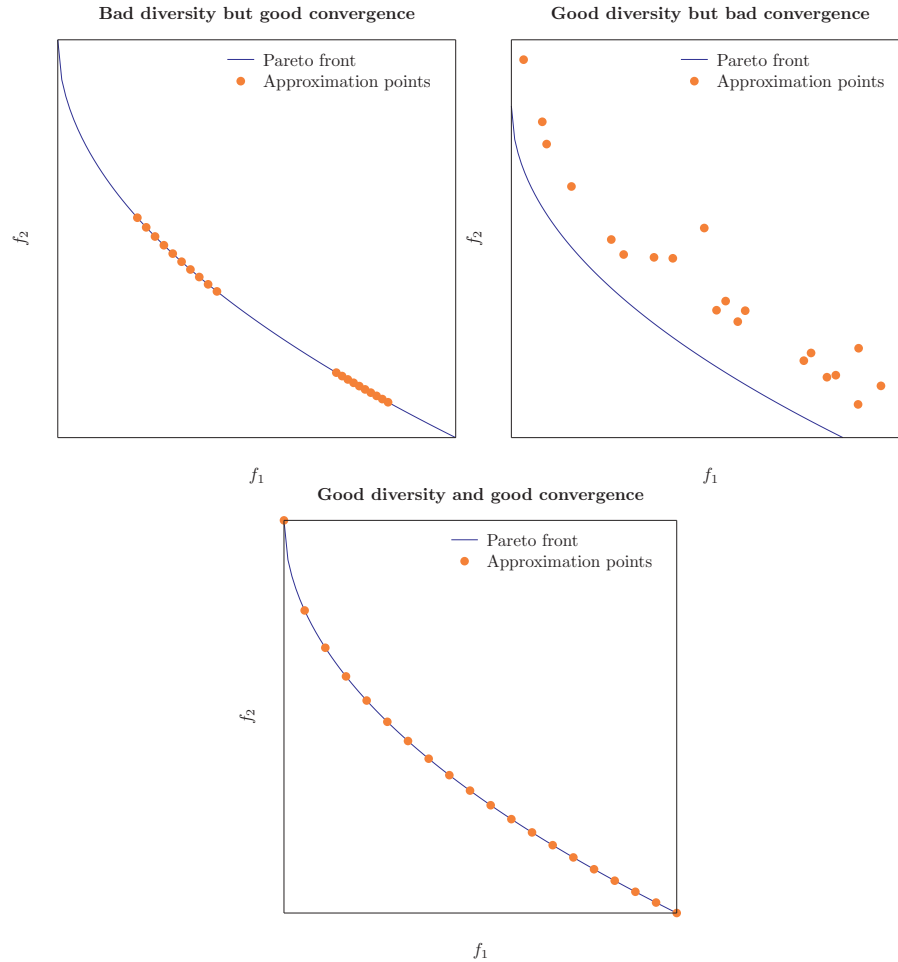 Bad diversity but good convergence
Pareto front
Approximation points
f2
f1
Good diversity but bad convergence
Pareto front
Approximation points
f2
f1
Good diversity and good convergence
Pareto front
Approximation points
f2
f1